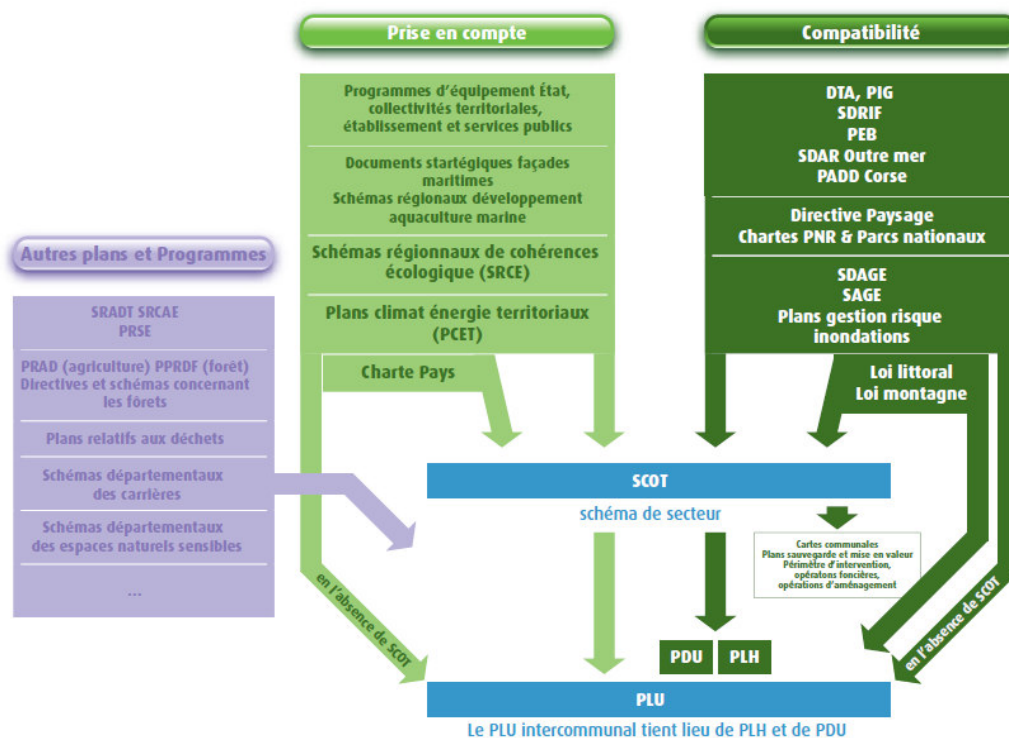 Prise en compte
Compatibilité
Programmes d'équipement État,
collectivités territoriales,
établissement et services publics
Documents startégiques façades
maritimes
Schémas régionaux développement
aquaculture marine
Schémas régionnaux de cohérences
écologique (SRCE)
Plans climat énergie territoriaux
(PCET)
Charte Pays
DTA, PIG
SDRIF
PEB
SDAR Outre mer
PADD Corse
Directive Paysage
Chartes PNR & Parcs nationaux
SDAGE
SAGE
Plans gestion risque
inondations
Loi littoral
Loi montagne
Autres plans et Programmes
SRADT SRCAE
PRSE
PRAD (agriculture) PPRDF (forêt)
Directives et schémas concernant
les fôrets
Plans relatifs aux déchets
Schémas départementaux
des carrières
Schémas départementaux
des espaces naturels sensibles
...
SCOT
schéma de secteur
Cartes communales
Plans sauvegarde et mise en valeur
Périmètre d'intervention,
opératons foncières,
opérations d'aménagement
en l'absence de SCOT
en l'absence de SCOT
PDU
PLH
PLU
Le PLU intercommunal tient lieu de PLH et de PDU